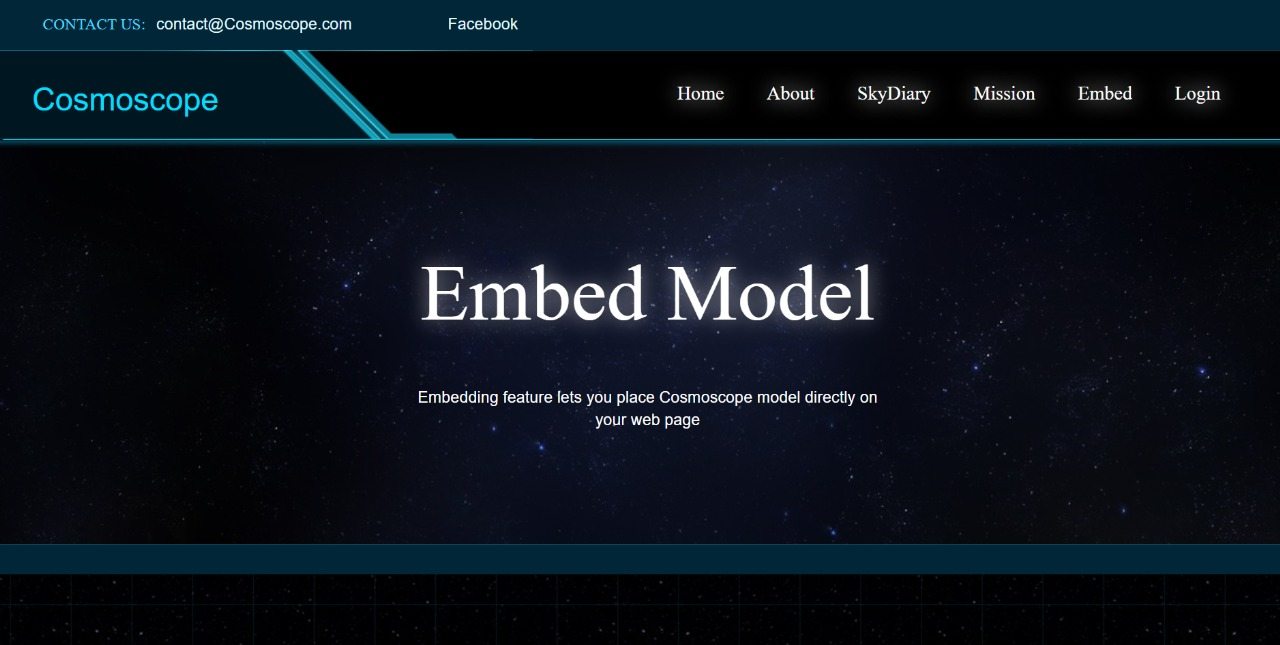 CONTACT US: contact@Cosmoscope.com Facebook
Cosmoscope
Home About SkyDiary Mission Embed Login
Embed Model
Embedding feature lets you place Cosmoscope model directly on
your web page